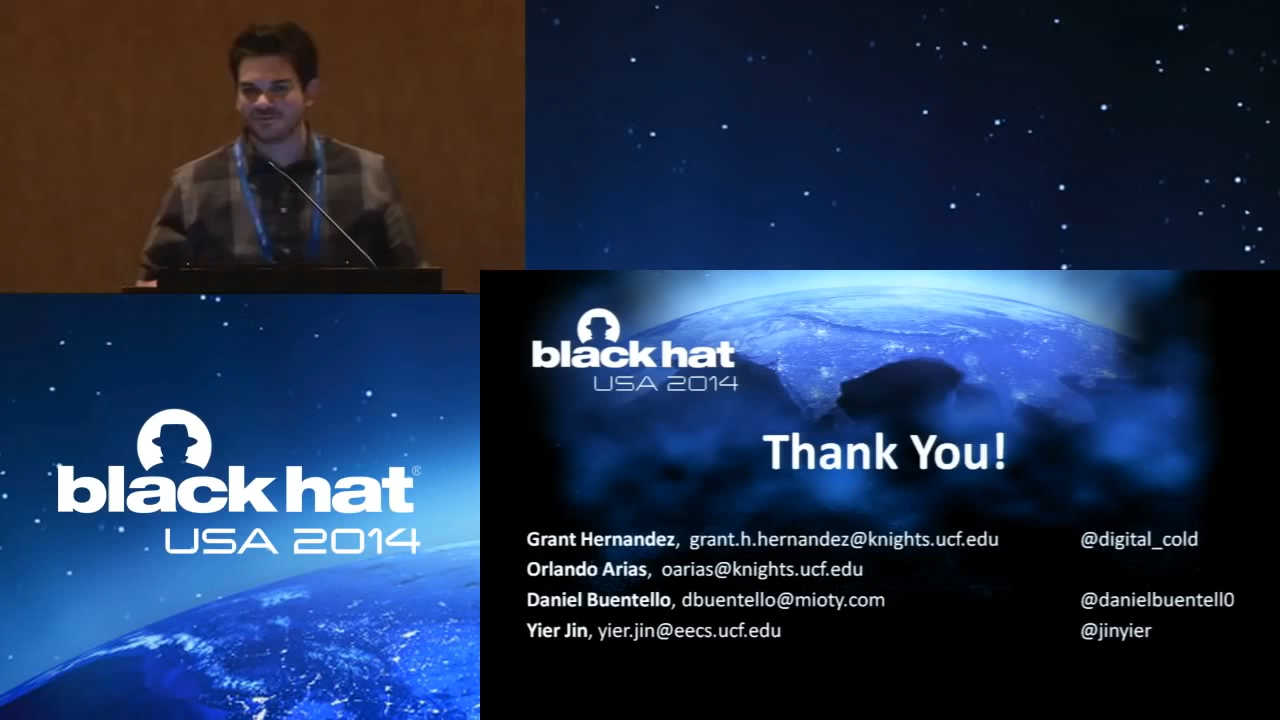 black hat®
USA 2014
black hat
USA 2014
Thank You!
Grant Hernandez, grant.h.hernandez@knights.ucf.edu @digital_cold
Orlando Arias, oarias@knights.ucf.edu
Daniel Buentello, dbuentello@mioty.com @danielbuentell0
Yier Jin, yier.jin@eecs.ucf.edu @jinyier